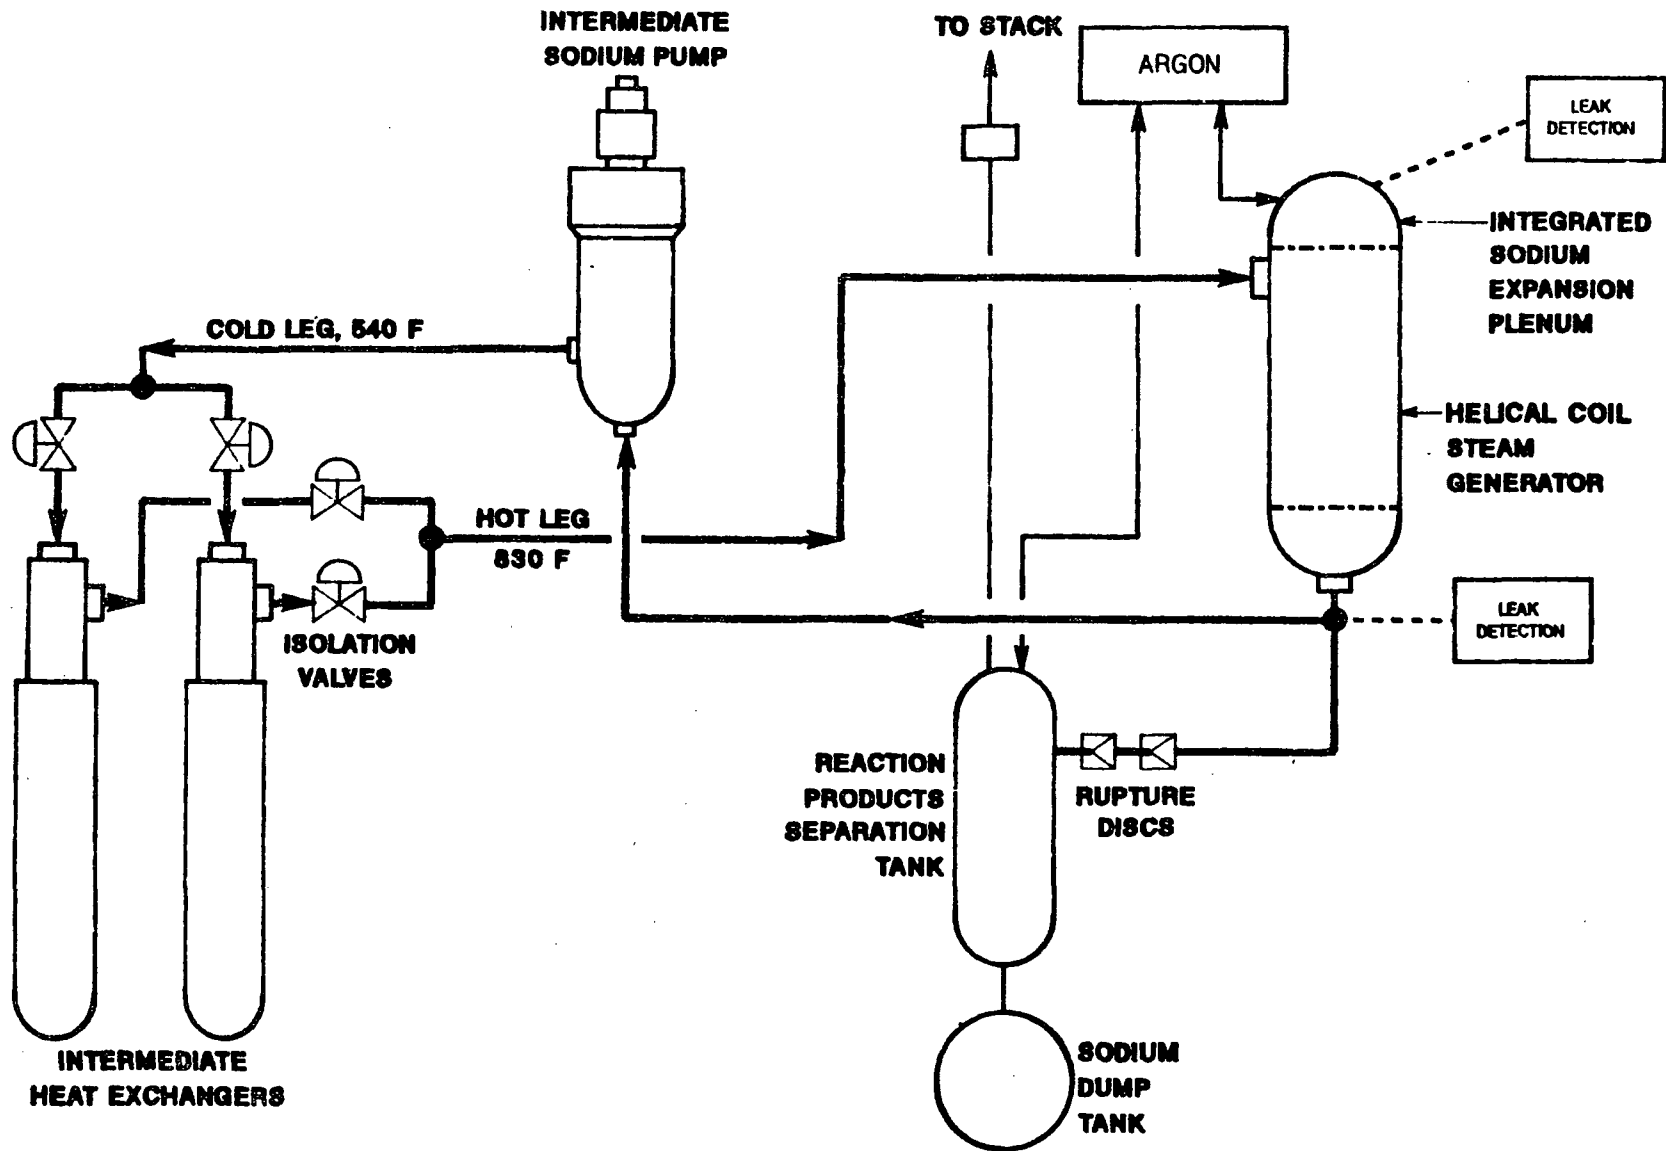 INTERMEDIATE
SODIUM PUMP
TO STACK
ARGON
LEAK
DETECTION
INTEGRATED
SODIUM
EXPANSION
PLENUM
COLD LEG, 540 F
HELICAL COIL
STEAM
GENERATOR
HOT LEG
830 F
LEAK
DETECTION
ISOLATION
VALVES
REACTION
PRODUCTS
SEPARATION
TANK
RUPTURE
DISCS
INTERMEDIATE
HEAT EXCHANGERS
SODIUM
DUMP
TANK